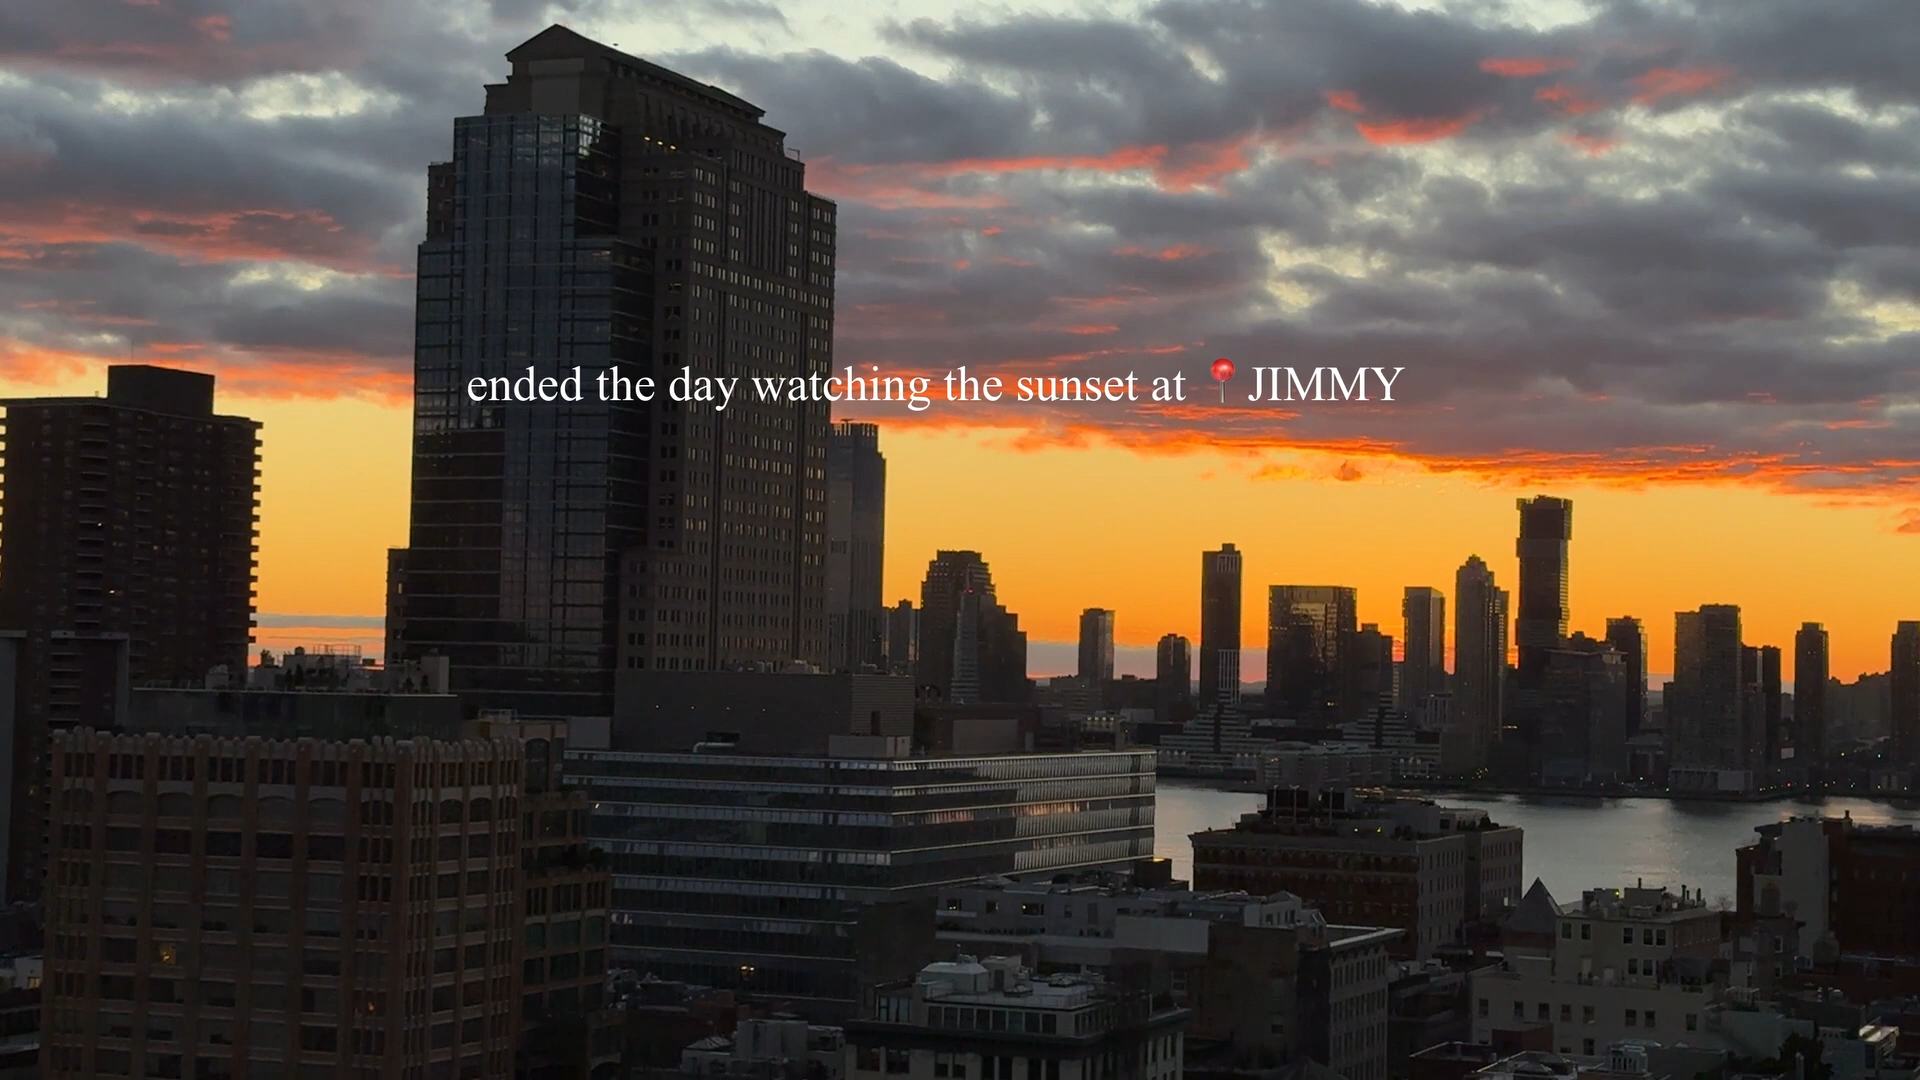 ended the day watching the sunset at 📍JIMMY